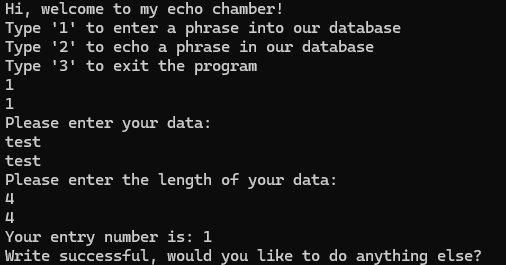 Hi, welcome to my echo chamber!
Type '1' to enter a phrase into our database
Type '2' to echo a phrase in our database
Type '3' to exit the program
1
1
Please enter your data:
test
test
Please enter the length of your data:
4
4
Your entry number is: 1
Write successful, would you like to do anything else?